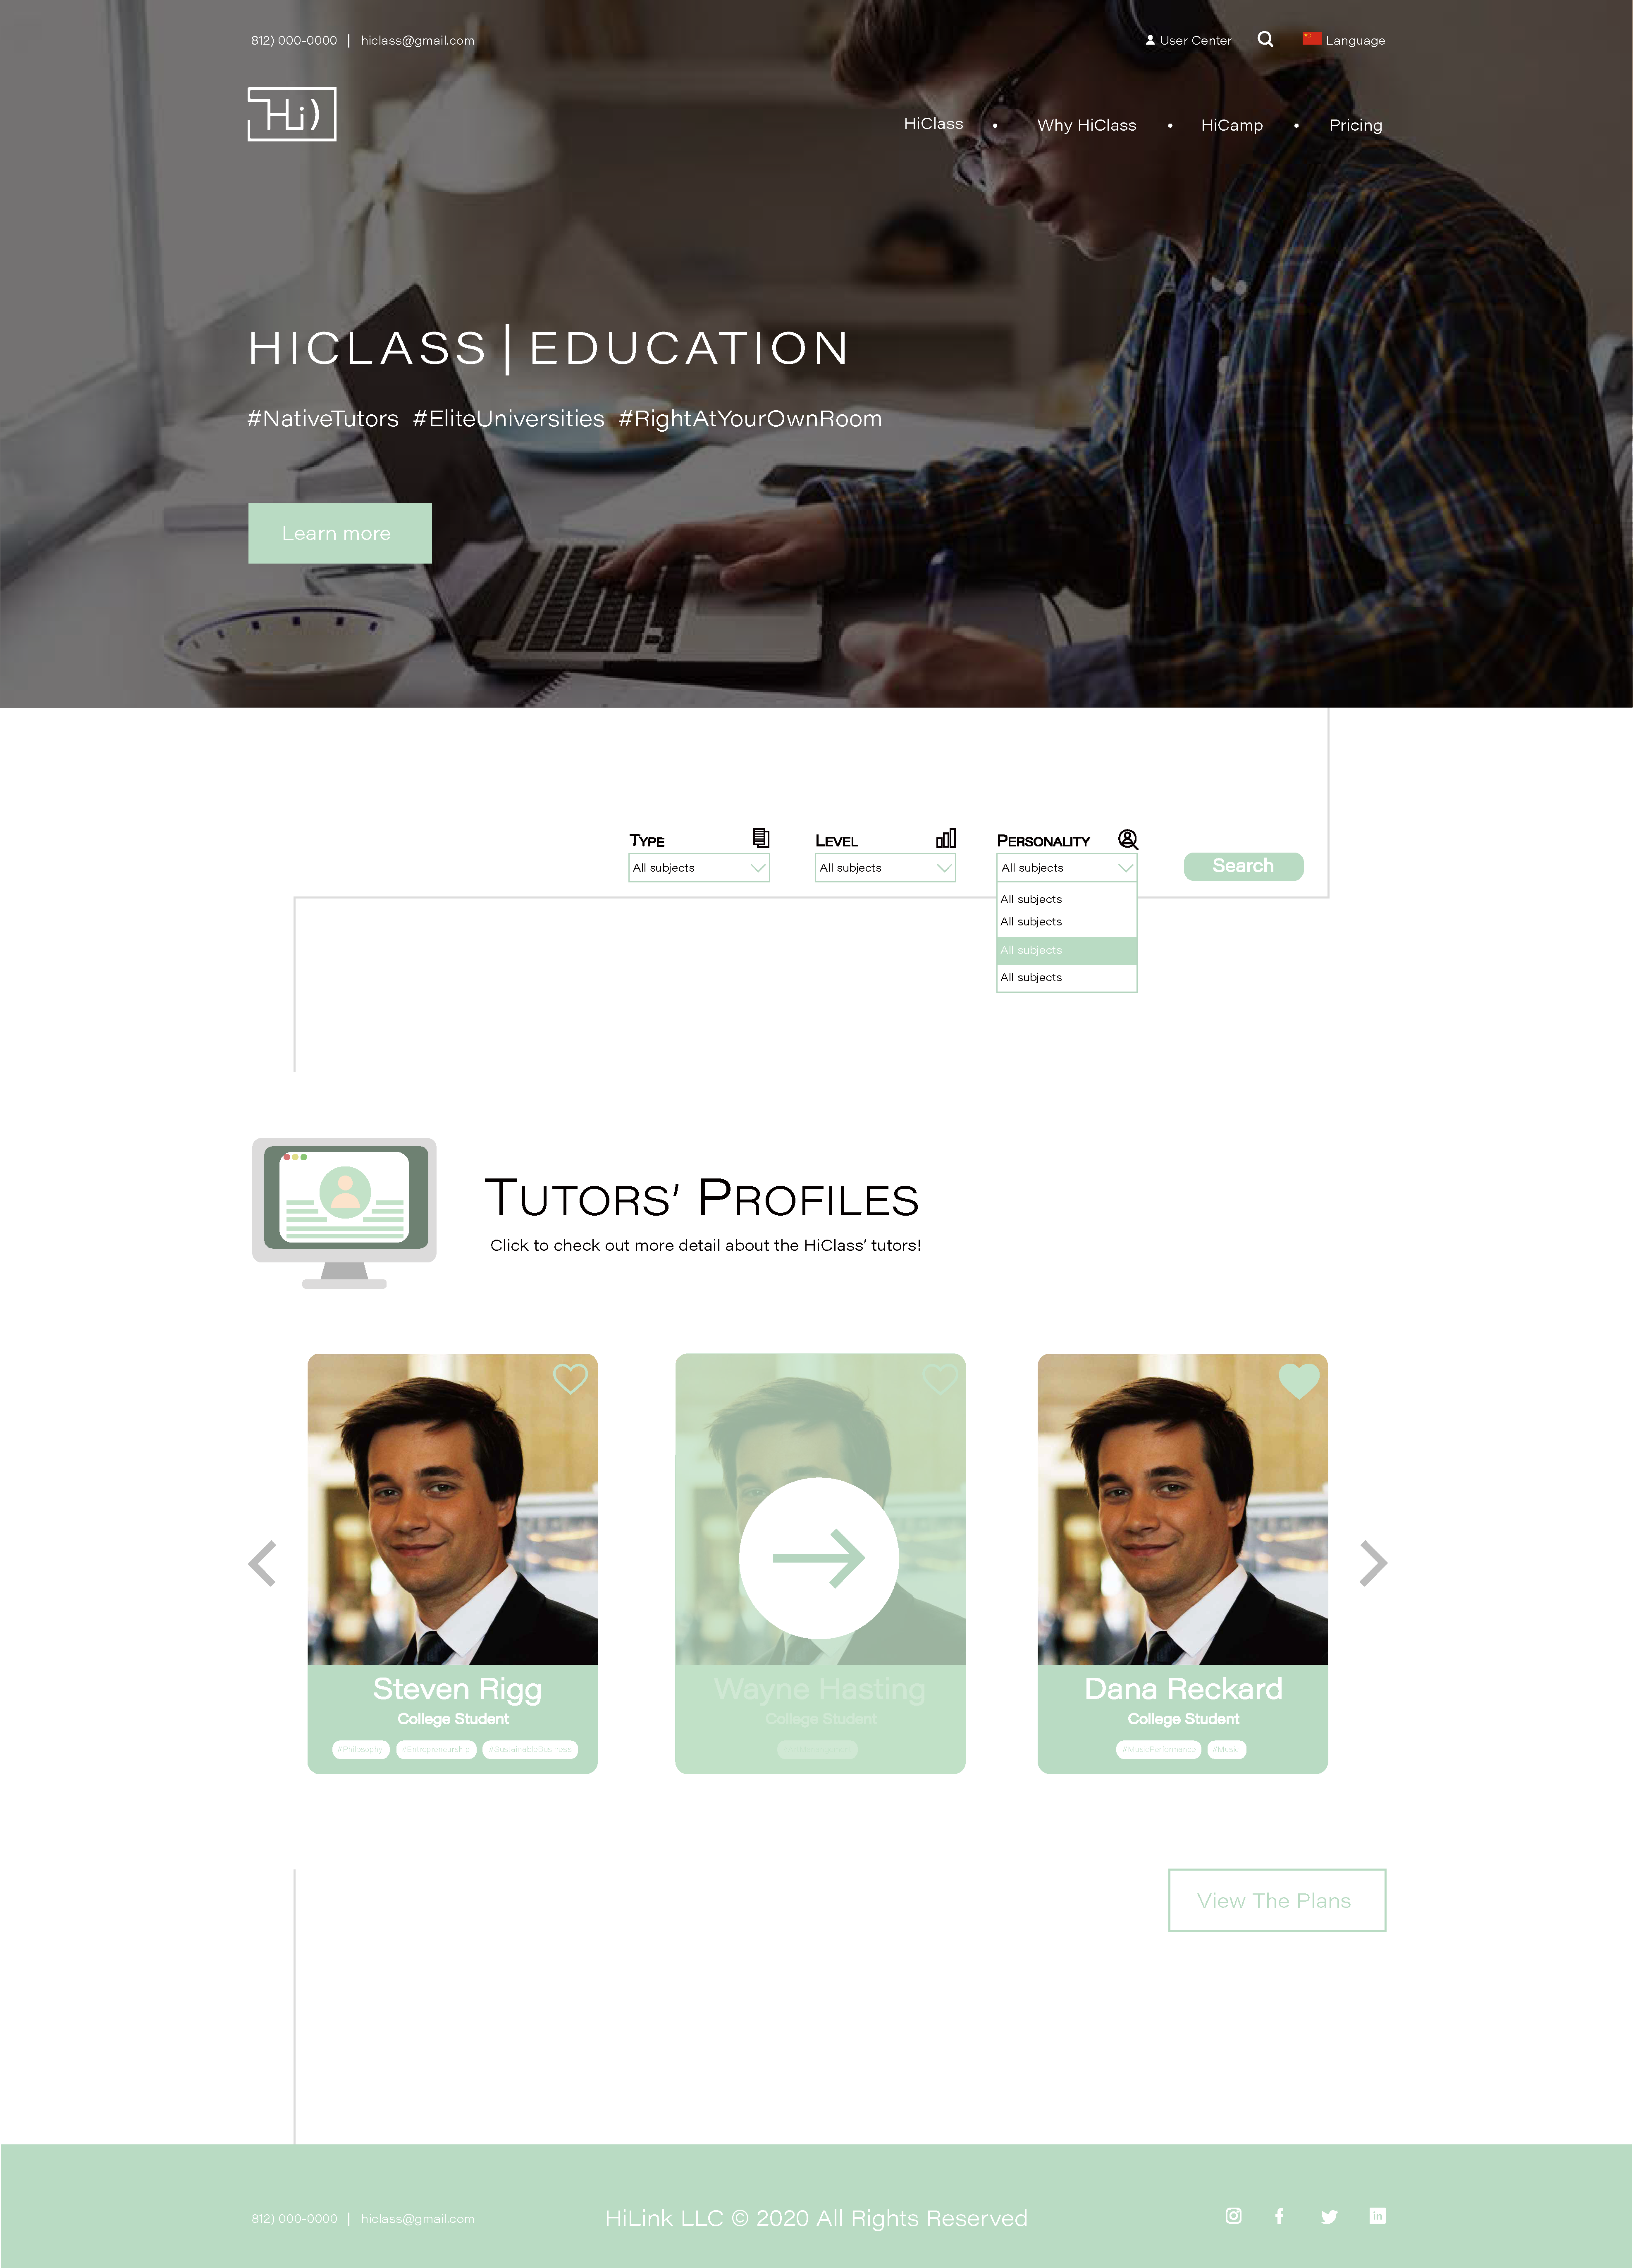 812) 000-0000 | hiclass@gmail.com
User Center
Language
Hi)
HiClass • Why HiClass • HiCamp • Pricing
HICLASS | EDUCATION
#NativeTutors #EliteUniversities #RightAtYourOwnRoom
Learn more
TYPE
LEVEL
PERSONALITY
All subjects
All subjects
All subjects
Search
All subjects
All subjects
All subjects
All subjects
TUTORS' PROFILES
Click to check out more detail about the HiClass' tutors!
Steven Rigg
College Student
#Philosophy #Entrepreneurship #SustainableBusiness
Wayne Hasting
College Student
Dana Reckard
College Student
#MusicPerformance #Music
View The Plans
812) 000-0000 | hiclass@gmail.com
HiLink LLC © 2020 All Rights Reserved
in